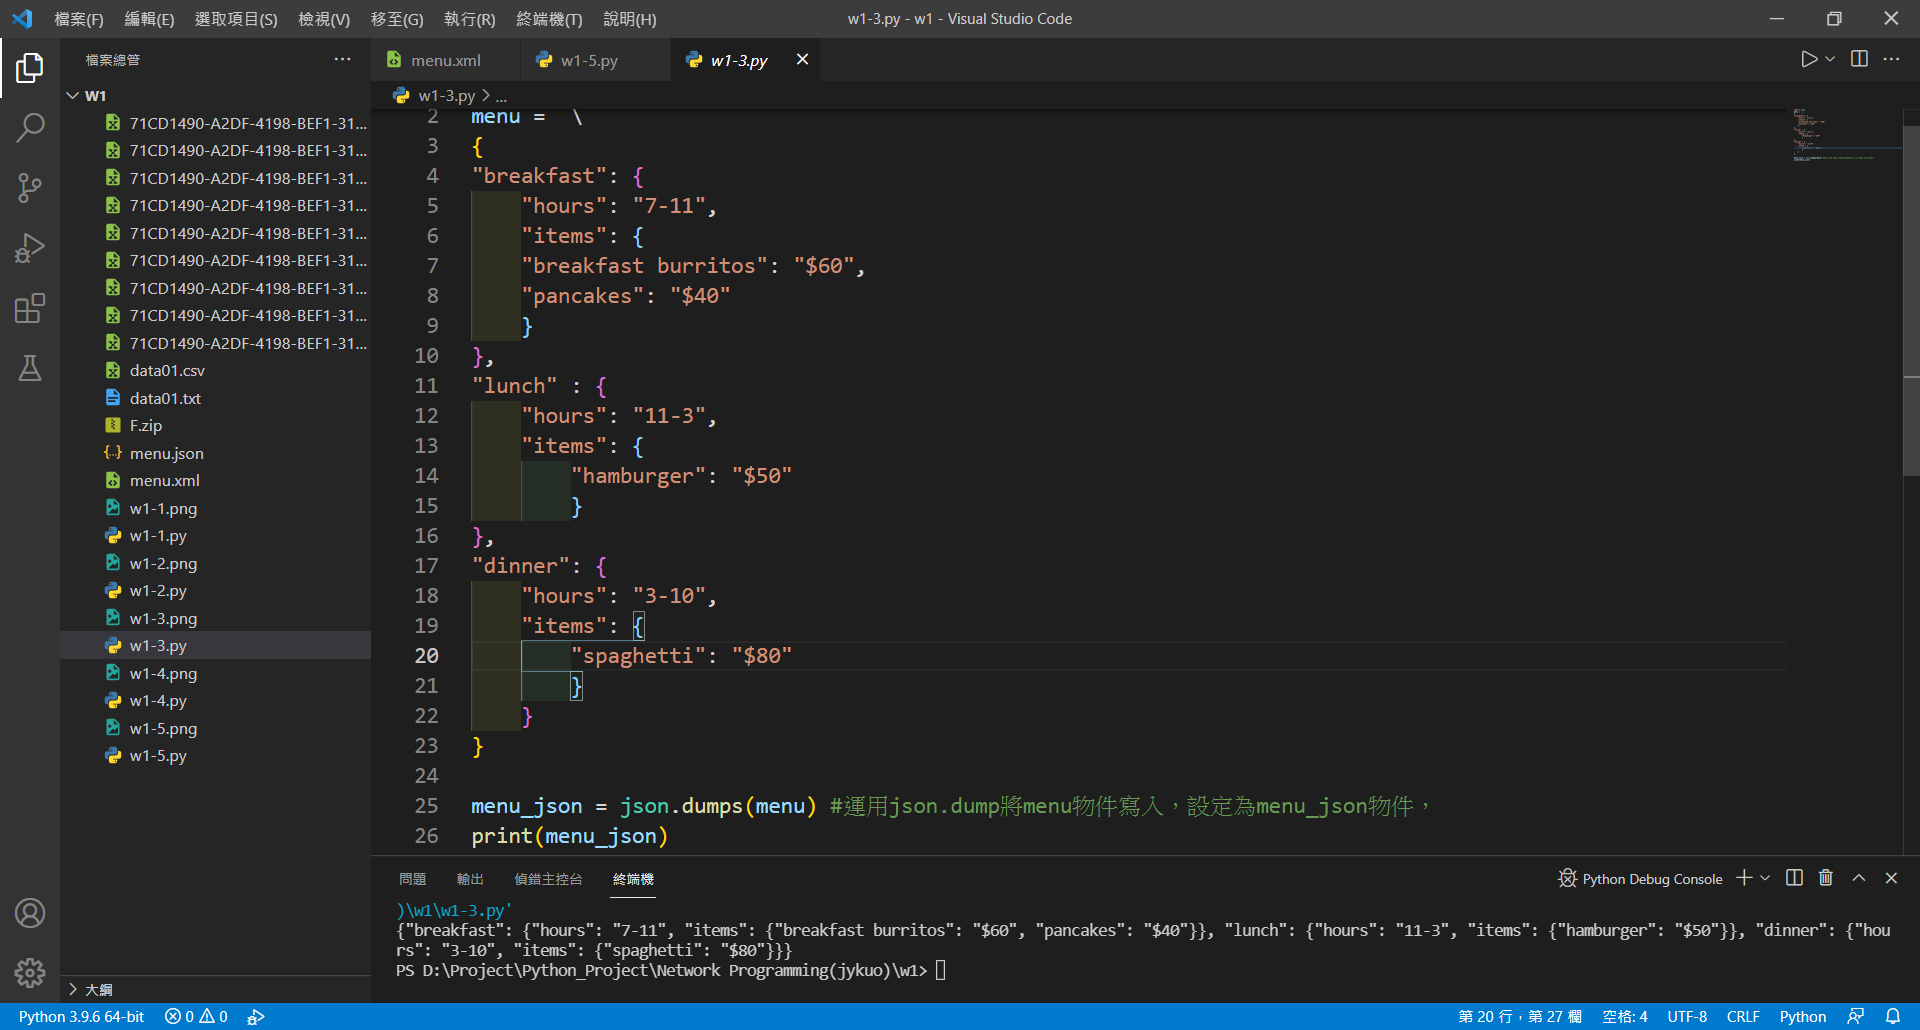 檔案(F) 編輯(E) 選取項目(S) 檢視(V) 移至(G) 執行(R) 終端機(T) 說明(H) w1-3.py - w1 - Visual Studio Code
檔案總管 ··· menu.xml w1-5.py w1-3.py
W1
71CD1490-A2DF-4198-BEF1-31...
71CD1490-A2DF-4198-BEF1-31...
71CD1490-A2DF-4198-BEF1-31...
71CD1490-A2DF-4198-BEF1-31...
71CD1490-A2DF-4198-BEF1-31...
71CD1490-A2DF-4198-BEF1-31...
71CD1490-A2DF-4198-BEF1-31...
71CD1490-A2DF-4198-BEF1-31...
71CD1490-A2DF-4198-BEF1-31...
data01.csv
data01.txt
F.zip
menu.json
menu.xml
w1-1.png
w1-1.py
w1-2.png
w1-2.py
w1-3.png
w1-3.py
w1-4.png
w1-4.py
w1-5.png
w1-5.py
大綱
w1-3.py > ...
2 menu =  \
3 {
4 "breakfast": {
5     "hours": "7-11",
6     "items": {
7     "breakfast burritos": "$60",
8     "pancakes": "$40"
9     }
10 },
11 "lunch" : {
12     "hours": "11-3",
13     "items": {
14         "hamburger": "$50"
15         }
16 },
17 "dinner": {
18     "hours": "3-10",
19     "items": {
20         "spaghetti": "$80"
21         }
22     }
23 }
24
25 menu_json = json.dumps(menu) #運用json.dump將menu物件寫入，設定為menu_json物件，
26 print(menu_json)
問題 輸出 偵錯主控台 終端機 Python Debug Console
)\w1\w1-3.py'
{"breakfast": {"hours": "7-11", "items": {"breakfast burritos": "$60", "pancakes": "$40"}}, "lunch": {"hours": "11-3", "items": {"hamburger": "$50"}}, "dinner": {"hou
rs": "3-10", "items": {"spaghetti": "$80"}}}
PS D:\Project\Python_Project\Network Programming(jykuo)\w1>
Python 3.9.6 64-bit 0 0 第 20 行，第 27 欄 空格: 4 UTF-8 CRLF Python